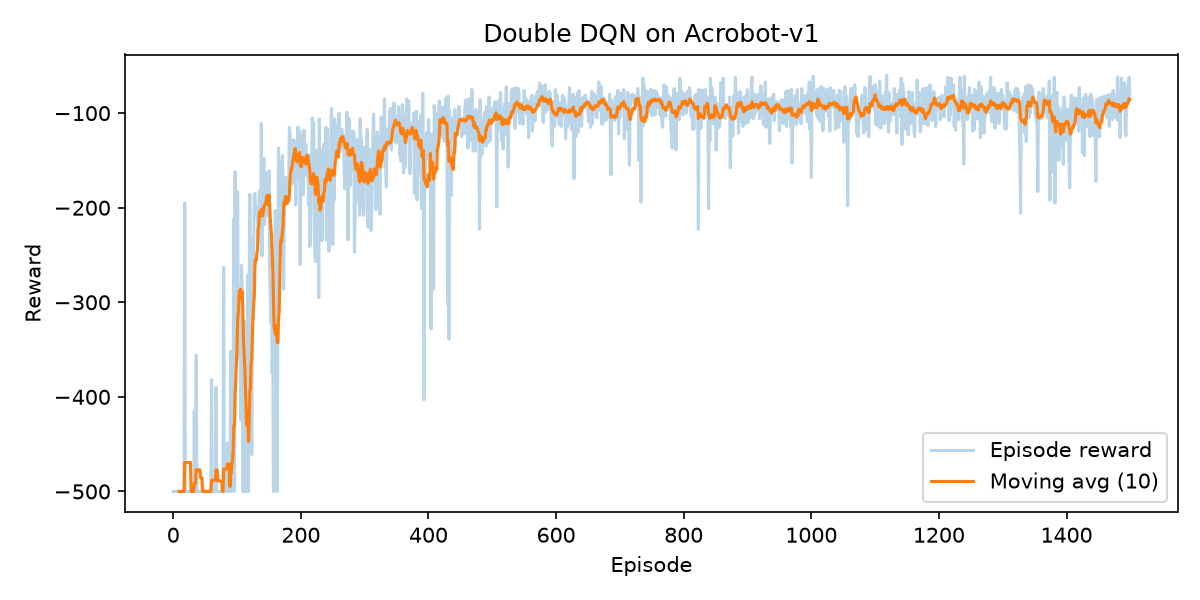 Double DQN on Acrobot-v1
Reward
−100
−200
−300
−400
−500
0
200
400
600
800
1000
1200
1400
Episode
Episode reward
Moving avg (10)